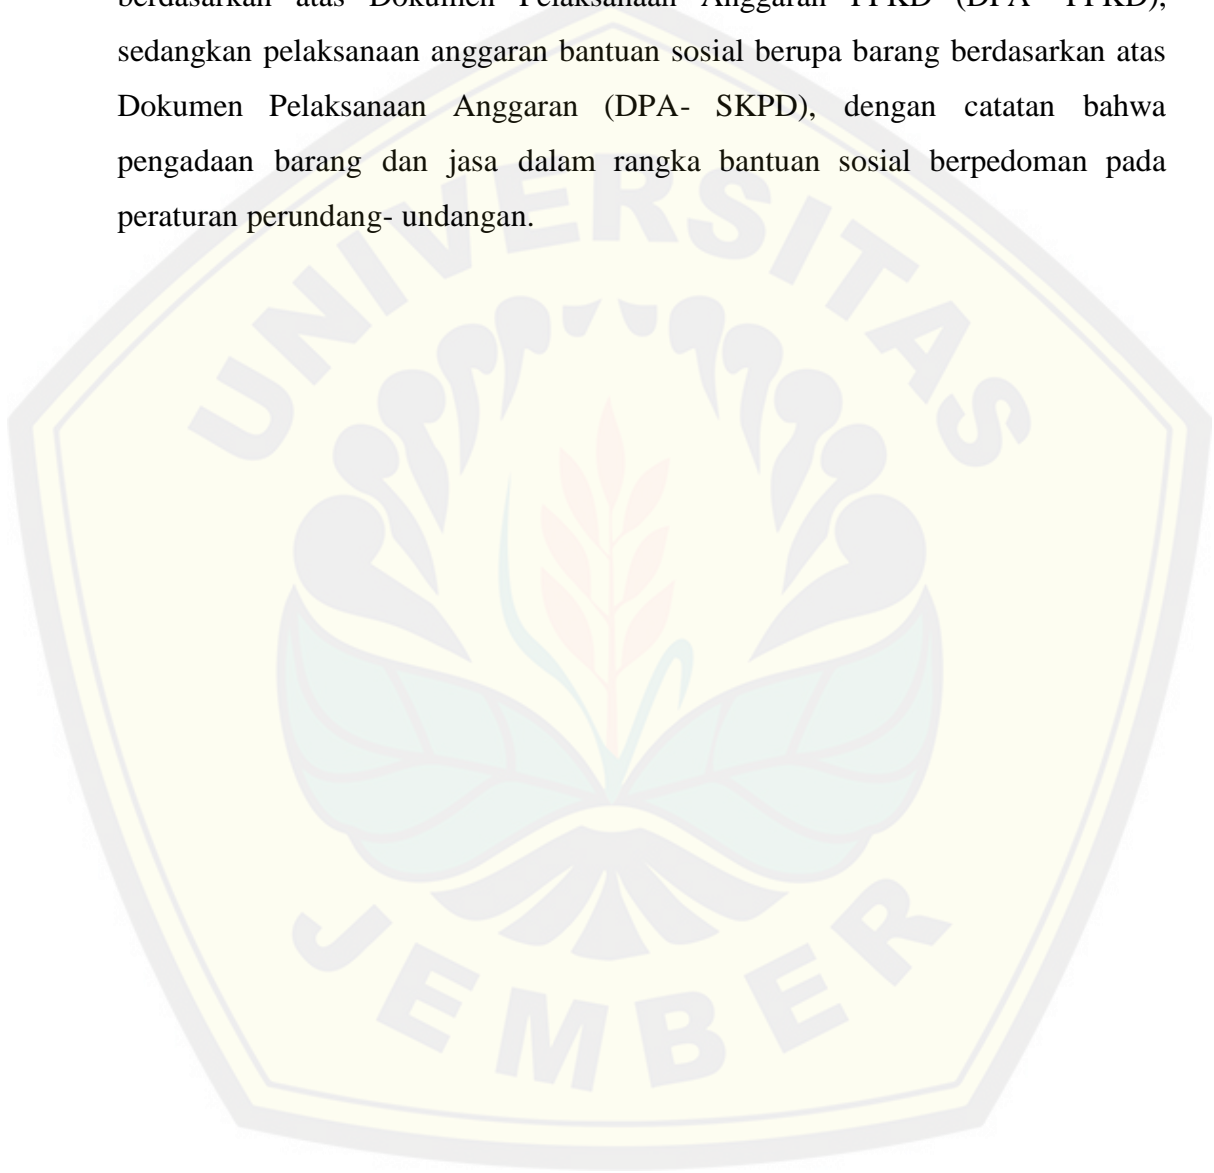 berdasarkan atas Dokumen Pelaksanaan Anggaran PPKD (DPA- PPKD),
sedangkan pelaksanaan anggaran bantuan sosial berupa barang berdasarkan atas
Dokumen Pelaksanaan Anggaran (DPA- SKPD), dengan catatan bahwa
pengadaan barang dan jasa dalam rangka bantuan sosial berpedoman pada
peraturan perundang- undangan.
UNIVERSITAS
JEMBER